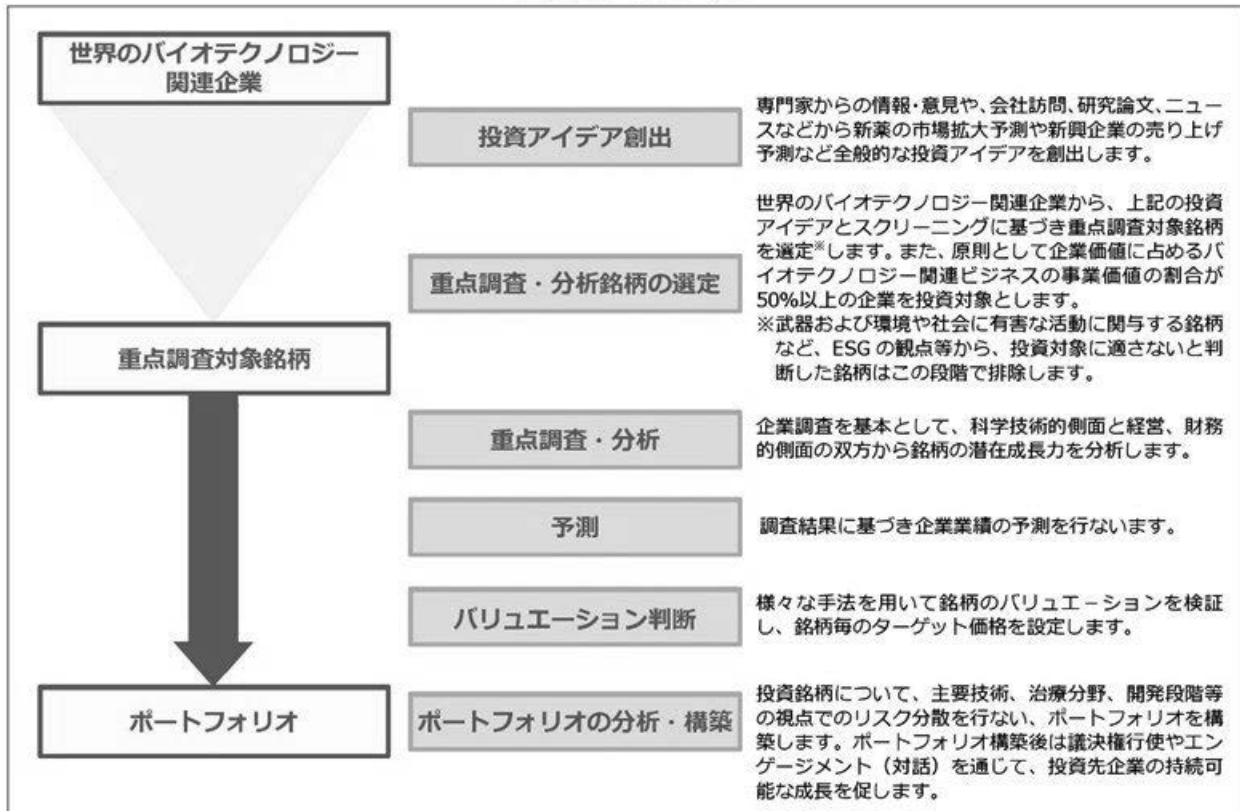 世界のバイオテクノロジー
関連企業
投資アイデア創出
専門家からの情報・意見や、会社訪問、研究論文、ニュー
スなどから新薬の市場拡大予測や新興企業の売り上げ
予測など全般的な投資アイデアを創出します。
重点調査・分析銘柄の選定
世界のバイオテクノロジー関連企業から、上記の投資
アイデアとスクリーニングに基づき重点調査対象銘柄
を選定※します。また、原則として企業価値に占めるバ
イオテクノロジー関連ビジネスの事業価値の割合が
50%以上の企業を投資対象とします。
※武器および環境や社会に有害な活動に関与する銘柄
など、ESG の観点等から、投資対象に適さないと判
断した銘柄はこの段階で排除します。
重点調査対象銘柄
重点調査・分析
企業調査を基本として、科学技術的側面と経営、財務
的側面の双方から銘柄の潜在成長力を分析します。
予測
調査結果に基づき企業業績の予測を行ないます。
バリュエーション判断
様々な手法を用いて銘柄のバリュエーションを検証
し、銘柄毎のターゲット価格を設定します。
ポートフォリオ
ポートフォリオの分析・構築
投資銘柄について、主要技術、治療分野、開発段階等
の視点でのリスク分散を行ない、ポートフォリオを構
築します。ポートフォリオ構築後は議決権行使やエン
ゲージメント（対話）を通じて、投資先企業の持続可
能な成長を促します。